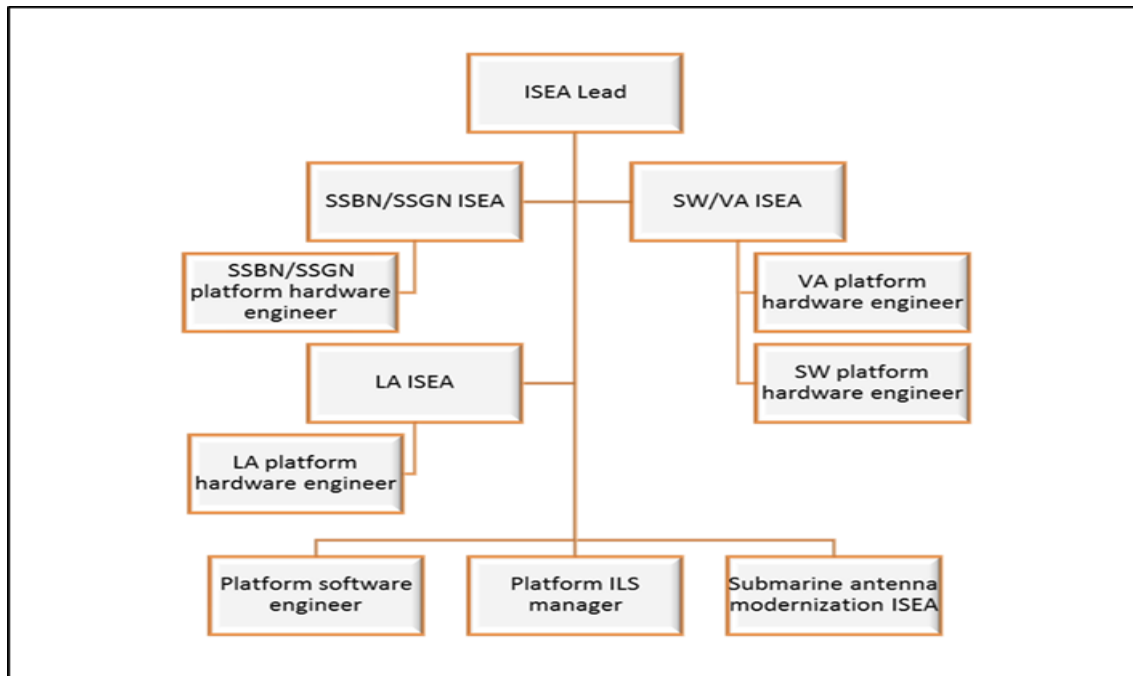 ISEA Lead
SSBN/SSGN ISEA
SW/VA ISEA
SSBN/SSGN
platform hardware
engineer
VA platform
hardware engineer
LA ISEA
SW platform
hardware engineer
LA platform
hardware engineer
Platform software
engineer
Platform ILS
manager
Submarine antenna
modernization ISEA